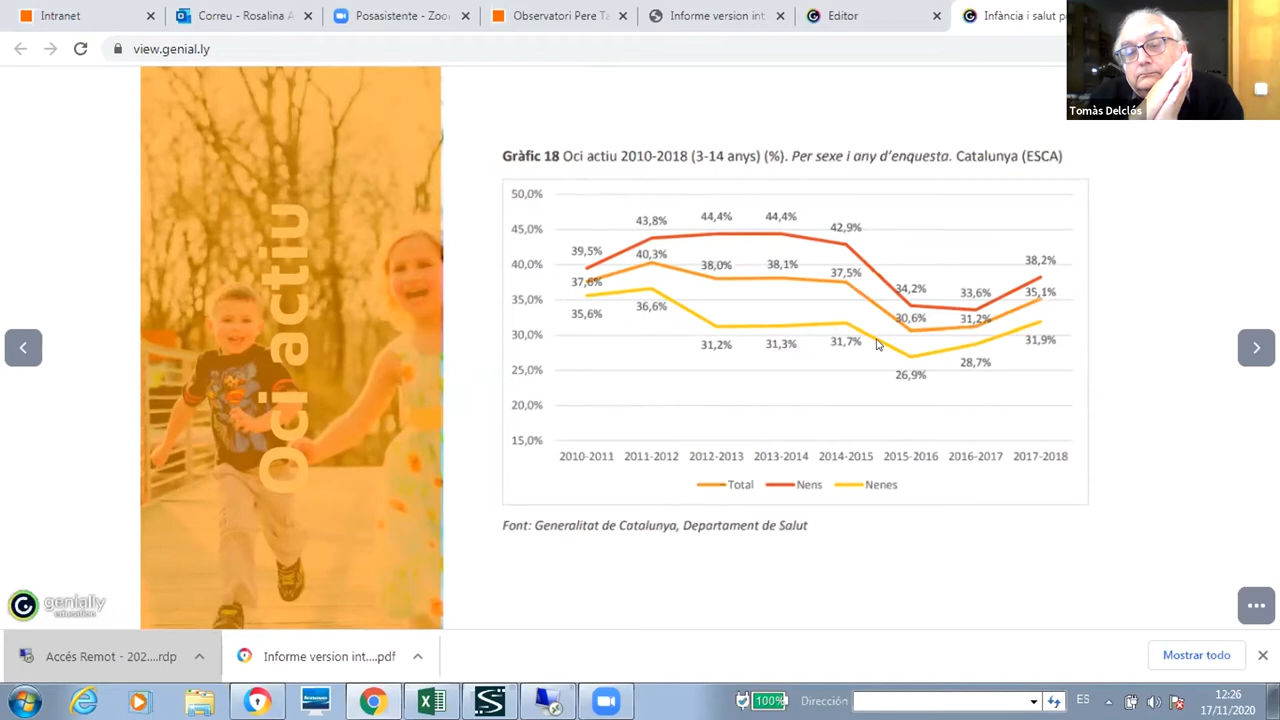 Intranet
Correu - Rosalina A
Posasistente - Zoo
Observatori Pere Ta
Informe version int
Editor
Infància i salut p
view.genial.ly
Tomàs Delclós
Oci actiu
Gràfic 18 Oci actiu 2010-2018 (3-14 anys) (%). Per sexe i any d'enquesta. Catalunya (ESCA)
50,0%
45,0%
40,0%
35,0%
30,0%
25,0%
20,0%
15,0%
39,5% 43,8% 44,4% 44,4% 42,9% 34,2% 33,6% 38,2%
37,6% 40,3% 38,0% 38,1% 37,5% 30,6% 31,2% 35,1%
35,6% 36,6% 31,2% 31,3% 31,7% 26,9% 28,7% 31,9%
2010-2011 2011-2012 2012-2013 2013-2014 2014-2015 2015-2016 2016-2017 2017-2018
Total Nens Nenes
Font: Generalitat de Catalunya, Departament de Salut
genially
education
Accés Remot - 202....rdp
Informe version int....pdf
Mostrar todo
100%
Dirección
ES
12:26
17/11/2020